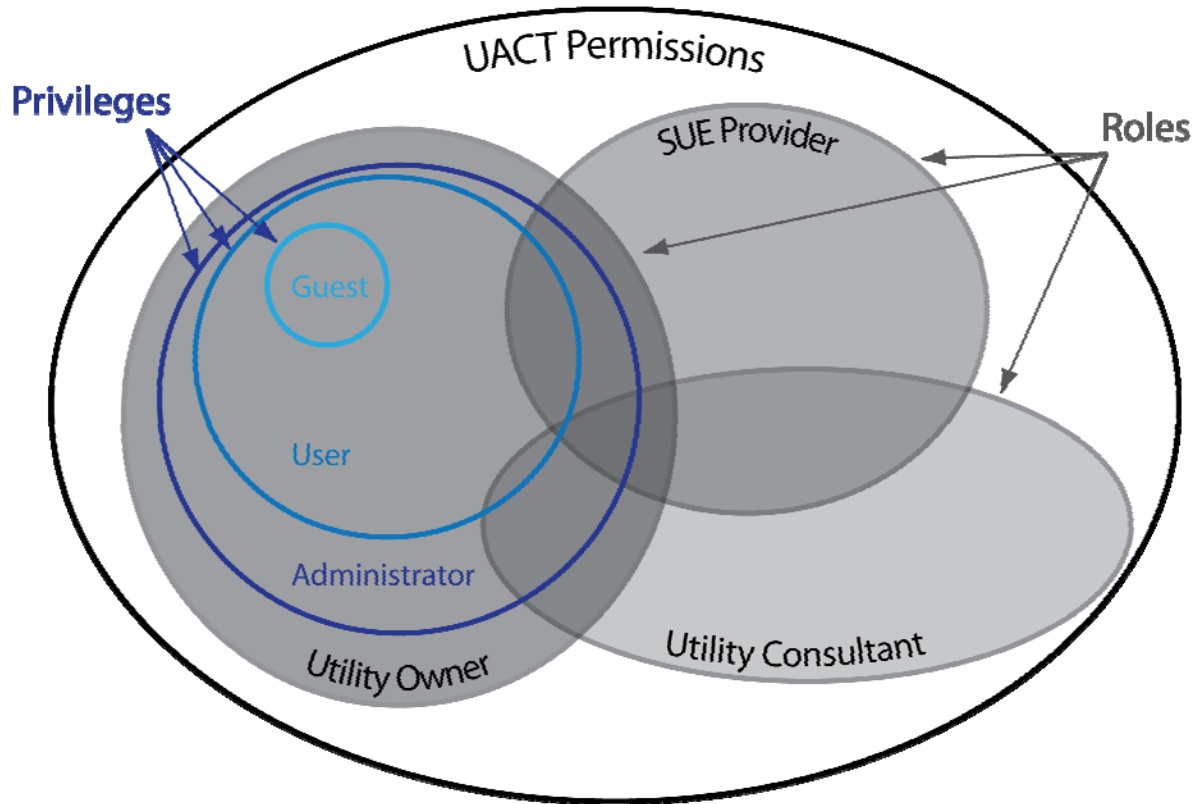 UACT Permissions
Privileges
SUE Provider
Roles
Guest
User
Administrator
Utility Owner
Utility Consultant